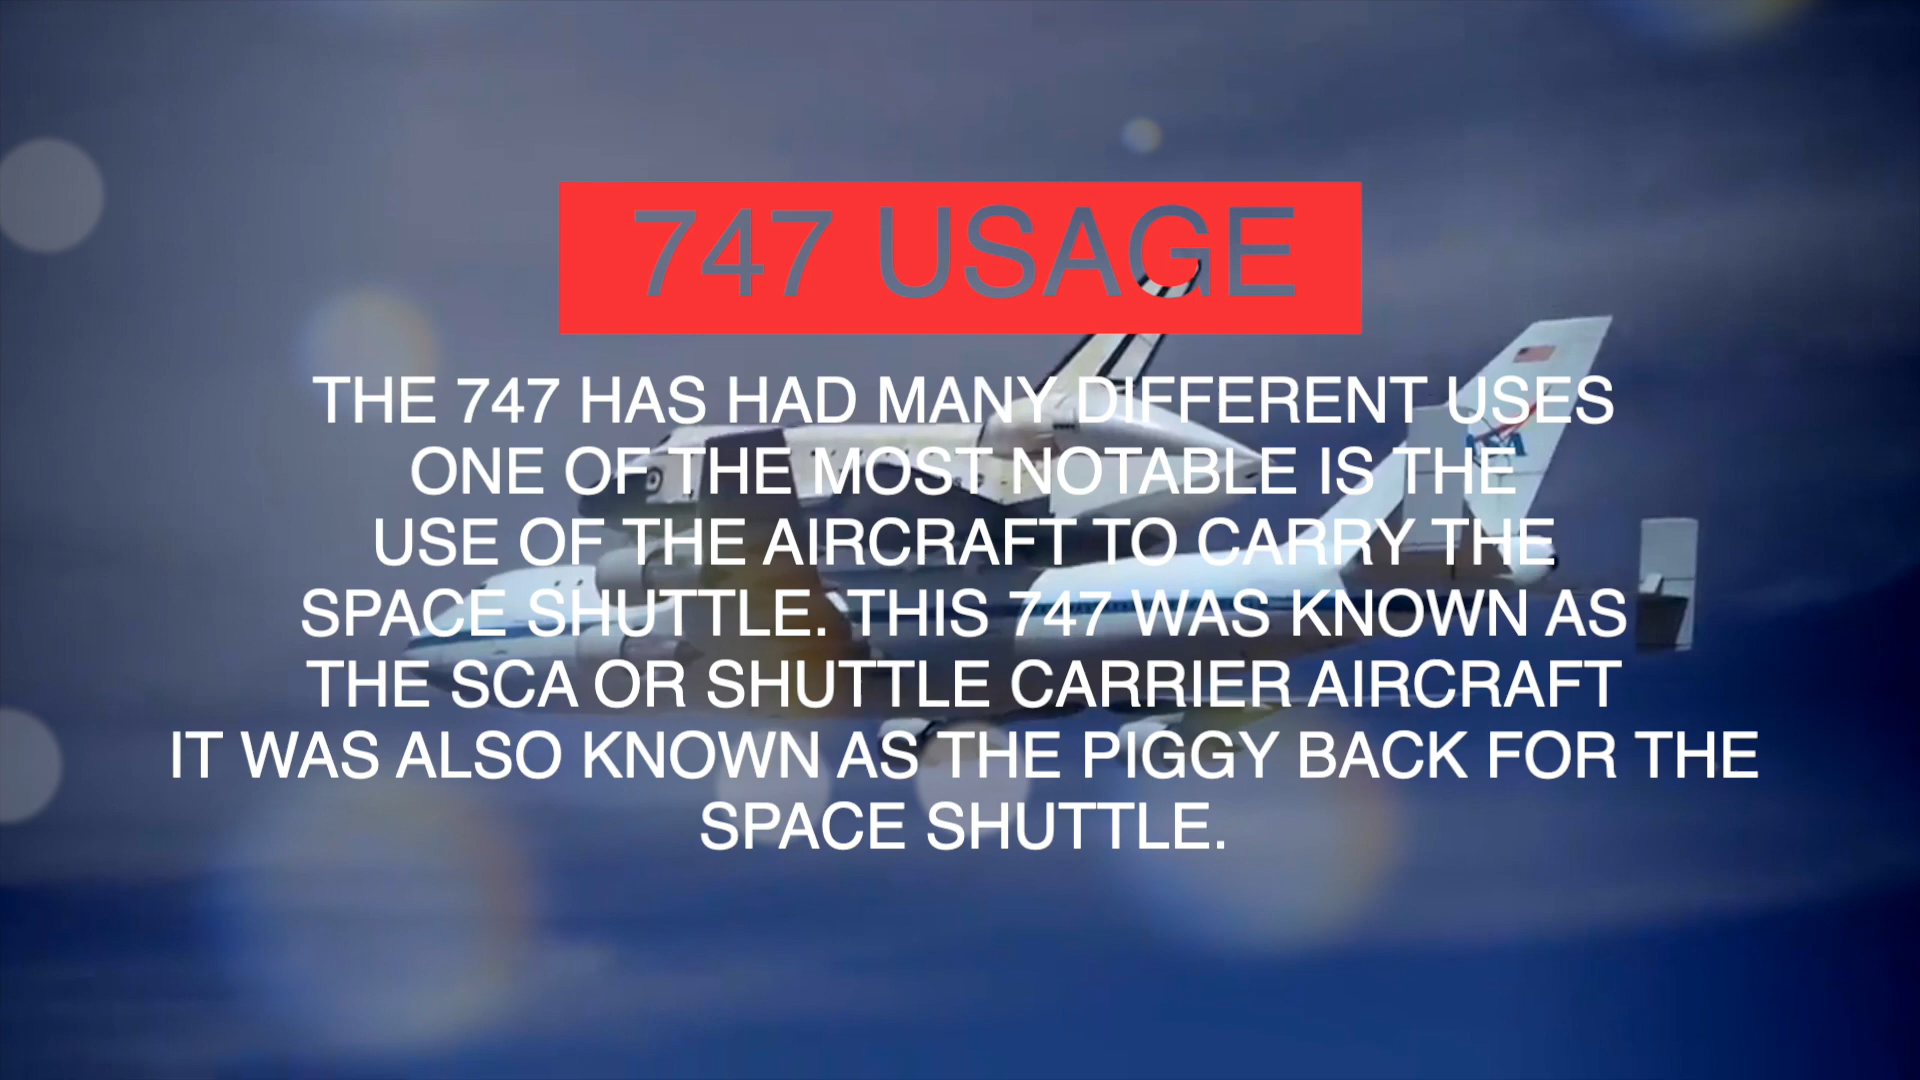 747 USAGE
THE 747 HAS HAD MANY DIFFERENT USES
ONE OF THE MOST NOTABLE IS THE
USE OF THE AIRCRAFT TO CARRY THE
SPACE SHUTTLE. THIS 747 WAS KNOWN AS
THE SCA OR SHUTTLE CARRIER AIRCRAFT
IT WAS ALSO KNOWN AS THE PIGGY BACK FOR THE
SPACE SHUTTLE.
NASA